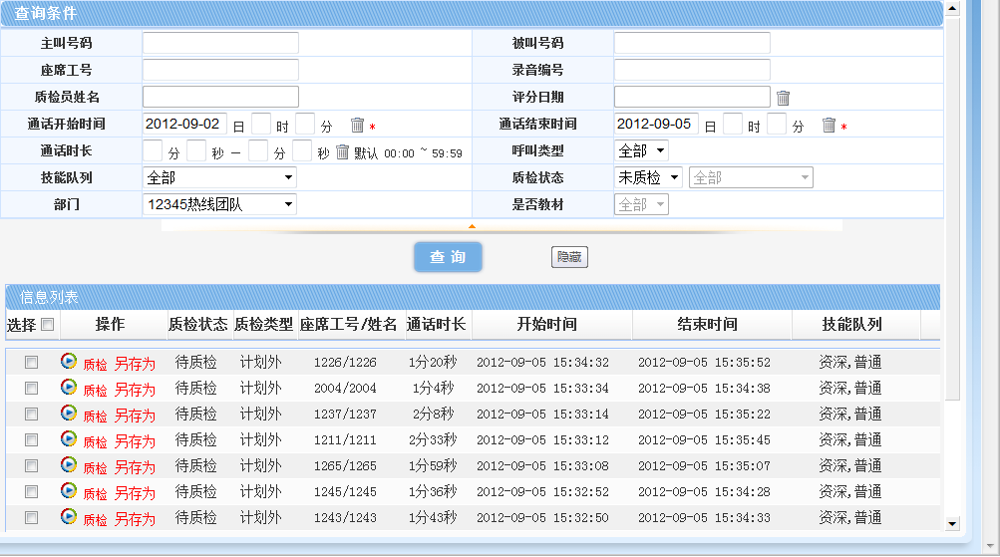 查询条件
主叫号码 被叫号码
座席工号 录音编号
质检员姓名 评分日期
通话开始时间 2012-09-02 日 时 分 * 通话结束时间 2012-09-05 日 时 分 *
通话时长 分 秒 — 分 秒 默认 00:00 ~ 59:59 呼叫类型 全部
技能队列 全部 质检状态 未质检 全部
部门 12345热线团队 是否教材 全部
查 询 隐藏
信息列表
选择 操作 质检状态 质检类型 座席工号/姓名 通话时长 开始时间 结束时间 技能队列
质检 另存为 待质检 计划外 1226/1226 1分20秒 2012-09-05 15:34:32 2012-09-05 15:35:52 资深,普通
质检 另存为 待质检 计划外 2004/2004 1分4秒 2012-09-05 15:33:34 2012-09-05 15:34:38 资深,普通
质检 另存为 待质检 计划外 1237/1237 2分8秒 2012-09-05 15:33:14 2012-09-05 15:35:22 资深,普通
质检 另存为 待质检 计划外 1211/1211 2分33秒 2012-09-05 15:33:12 2012-09-05 15:35:45 资深,普通
质检 另存为 待质检 计划外 1265/1265 1分59秒 2012-09-05 15:33:08 2012-09-05 15:35:07 资深,普通
质检 另存为 待质检 计划外 1245/1245 1分36秒 2012-09-05 15:32:52 2012-09-05 15:34:28 资深,普通
质检 另存为 待质检 计划外 1243/1243 1分43秒 2012-09-05 15:32:50 2012-09-05 15:34:33 资深,普通